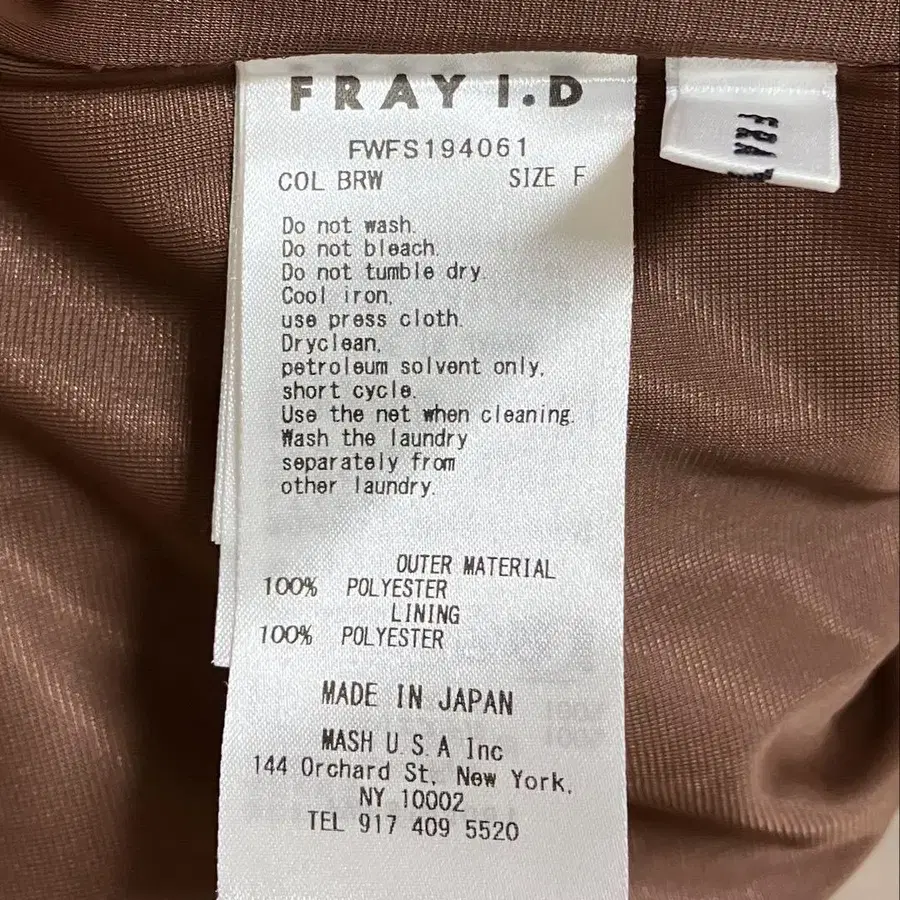 FRAY I.D
FWFS194061
COL BRW SIZE F
Do not wash.
Do not bleach.
Do not tumble dry
Cool iron,
use press cloth.
Dryclean,
petroleum solvent only,
short cycle.
Use the net when cleaning.
Wash the laundry
separately from
other laundry.
OUTER MATERIAL
100% POLYESTER
LINING
100% POLYESTER
MADE IN JAPAN
MASH U.S.A Inc
144 Orchard St, New York,
NY 10002
TEL 917 409 5520
FRA